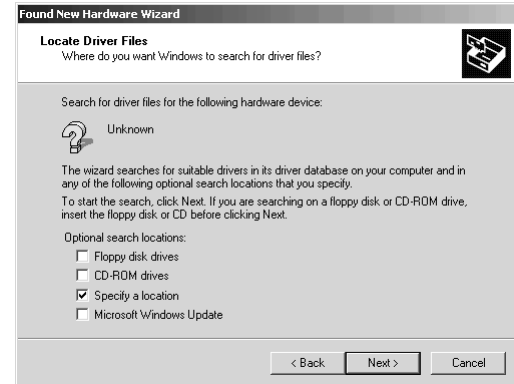 Found New Hardware Wizard
Locate Driver Files
Where do you want Windows to search for driver files?
Search for driver files for the following hardware device:
Unknown
The wizard searches for suitable drivers in its driver database on your computer and in
any of the following optional search locations that you specify.
To start the search, click Next. If you are searching on a floppy disk or CD-ROM drive,
insert the floppy disk or CD before clicking Next.
Optional search locations:
Floppy disk drives
CD-ROM drives
Specify a location
Microsoft Windows Update
< Back Next > Cancel